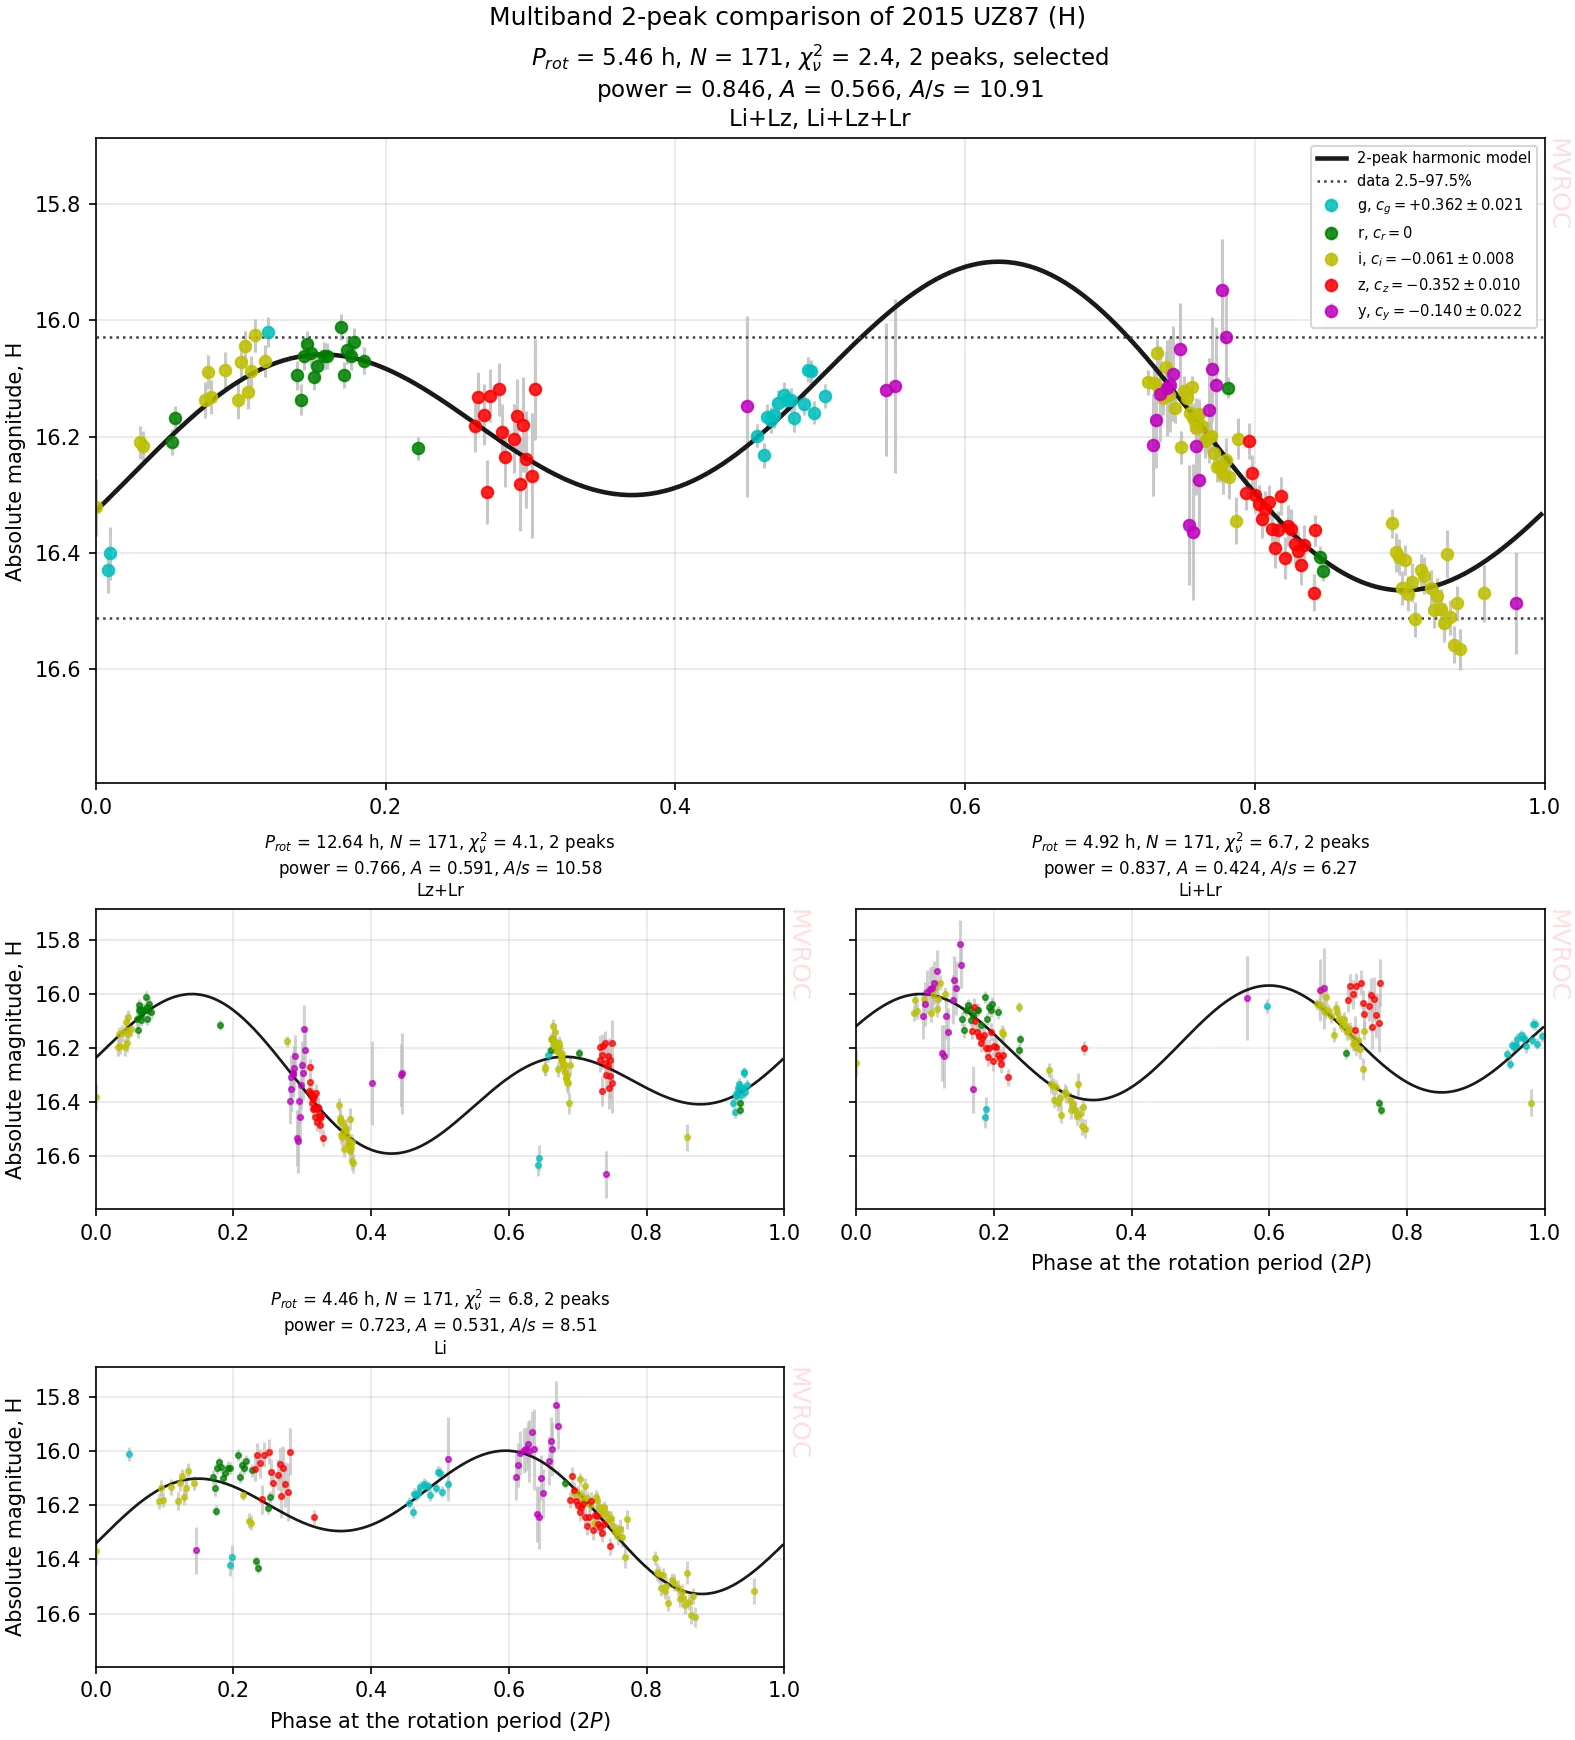 Multiband 2-peak comparison of 2015 UZ87 (H)
P_rot = 5.46 h, N = 171, χ²_ν = 2.4, 2 peaks, selected
power = 0.846, A = 0.566, A/s = 10.91
Li+Lz, Li+Lz+Lr
Absolute magnitude, H
15.8
16.0
16.2
16.4
16.6
0.0 0.2 0.4 0.6 0.8 1.0
2-peak harmonic model
data 2.5–97.5%
g, c_g = +0.362 ± 0.021
r, c_r = 0
i, c_i = −0.061 ± 0.008
z, c_z = −0.352 ± 0.010
y, c_y = −0.140 ± 0.022
MVROC
P_rot = 12.64 h, N = 171, χ²_ν = 4.1, 2 peaks
power = 0.766, A = 0.591, A/s = 10.58
Lz+Lr
Absolute magnitude, H
15.8
16.0
16.2
16.4
16.6
0.0 0.2 0.4 0.6 0.8 1.0
MVROC
P_rot = 4.92 h, N = 171, χ²_ν = 6.7, 2 peaks
power = 0.837, A = 0.424, A/s = 6.27
Li+Lr
0.0 0.2 0.4 0.6 0.8 1.0
Phase at the rotation period (2P)
MVROC
P_rot = 4.46 h, N = 171, χ²_ν = 6.8, 2 peaks
power = 0.723, A = 0.531, A/s = 8.51
Li
Absolute magnitude, H
15.8
16.0
16.2
16.4
16.6
0.0 0.2 0.4 0.6 0.8 1.0
Phase at the rotation period (2P)
MVROC